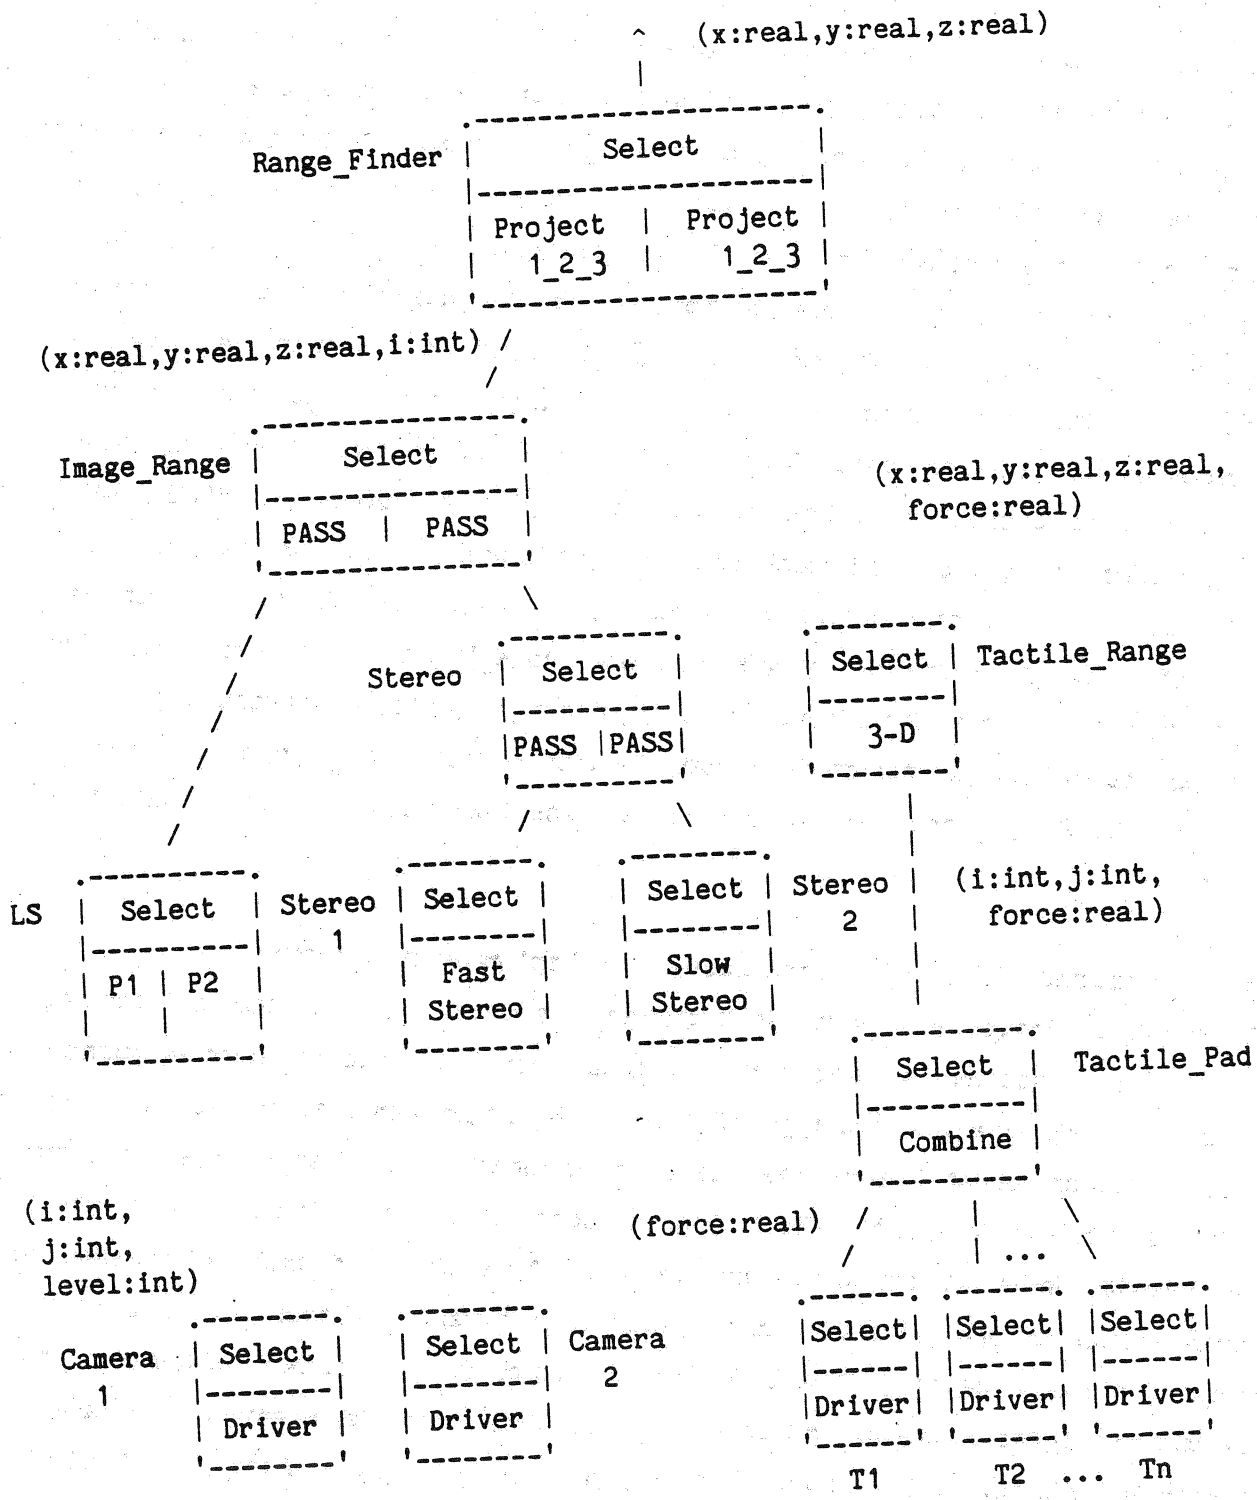 (x:real,y:real,z:real)
Range_Finder
Select
Project | Project
1_2_3 | 1_2_3
(x:real,y:real,z:real,i:int)
Image_Range
Select
PASS | PASS
(x:real,y:real,z:real,
force:real)
Stereo
Select
PASS |PASS
Select
3-D
Tactile_Range
LS
Select
P1 | P2
Stereo
1
Select
Fast
Stereo
Select
Slow
Stereo
Stereo
2
(i:int,j:int,
force:real)
Select
Combine
Tactile_Pad
(i:int,
j:int,
level:int)
(force:real)
...
Camera
1
Select
Driver
Select
Driver
Camera
2
Select
Driver
Select
Driver
Select
Driver
T1 T2 ... Tn